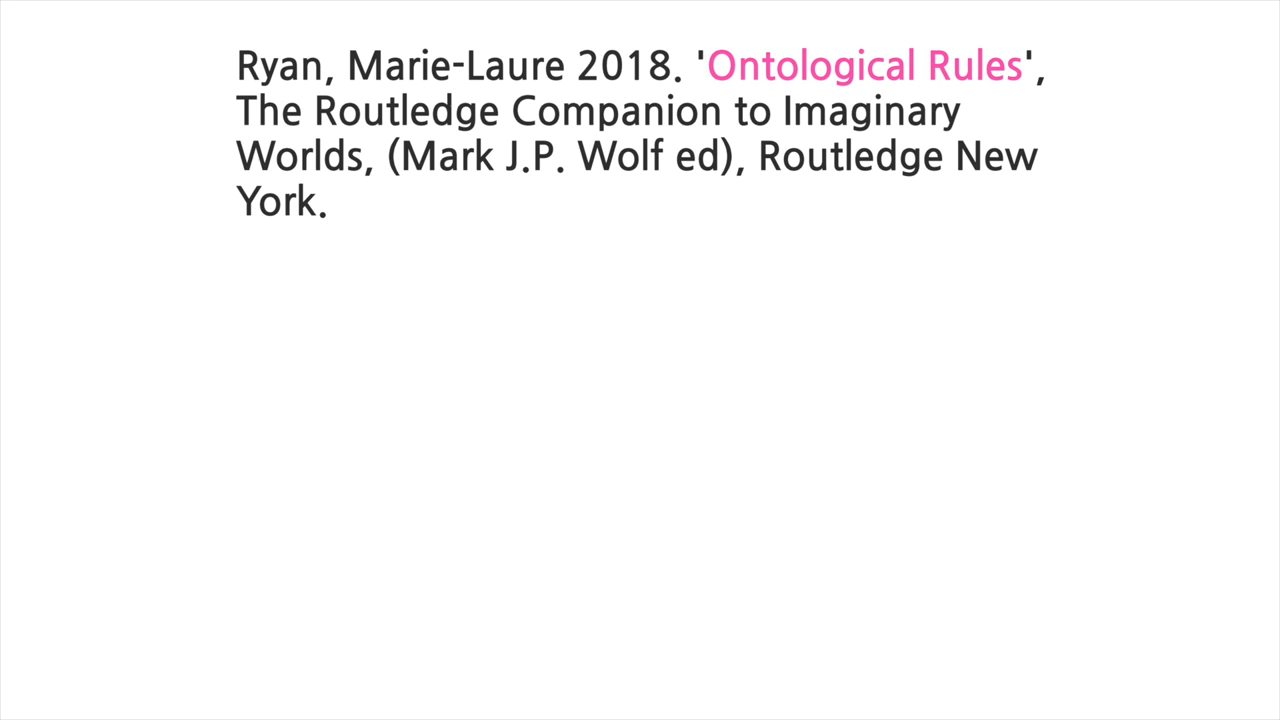 Ryan, Marie-Laure 2018. 'Ontological Rules',
The Routledge Companion to Imaginary
Worlds, (Mark J.P. Wolf ed), Routledge New
York.